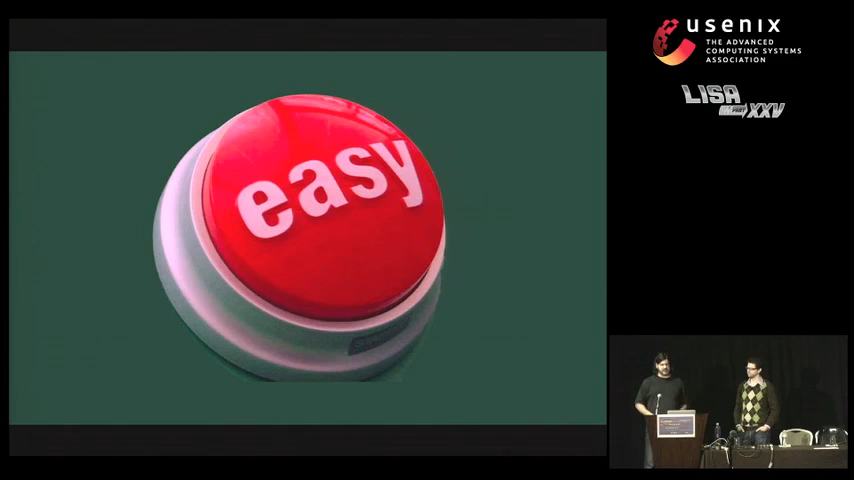 easy
usenix
THE ADVANCED
COMPUTING SYSTEMS
ASSOCIATION
LISA
XXV